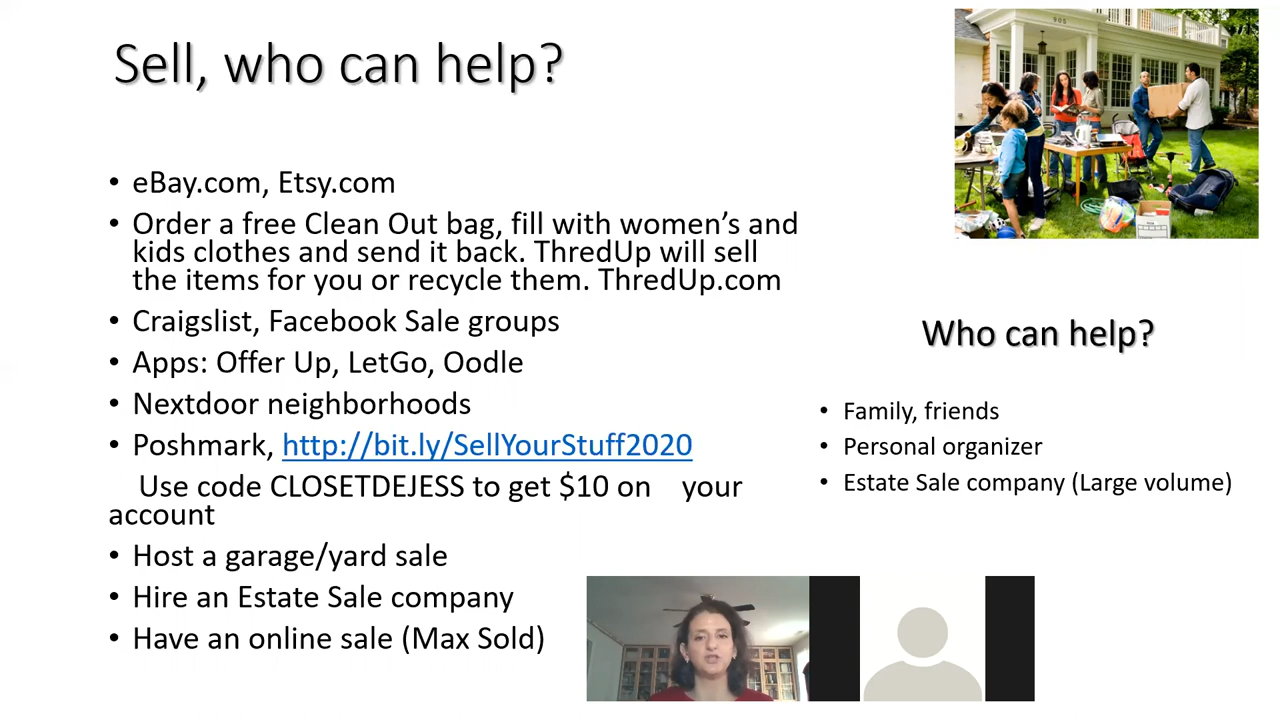 Sell, who can help?
• eBay.com, Etsy.com
• Order a free Clean Out bag, fill with women’s and
kids clothes and send it back. ThredUp will sell
the items for you or recycle them. ThredUp.com
• Craigslist, Facebook Sale groups
• Apps: Offer Up, LetGo, Oodle
• Nextdoor neighborhoods
• Poshmark, http://bit.ly/SellYourStuff2020
Use code CLOSETDEJESS to get $10 on your
account
• Host a garage/yard sale
• Hire an Estate Sale company
• Have an online sale (Max Sold)
905
Who can help?
• Family, friends
• Personal organizer
• Estate Sale company (Large volume)